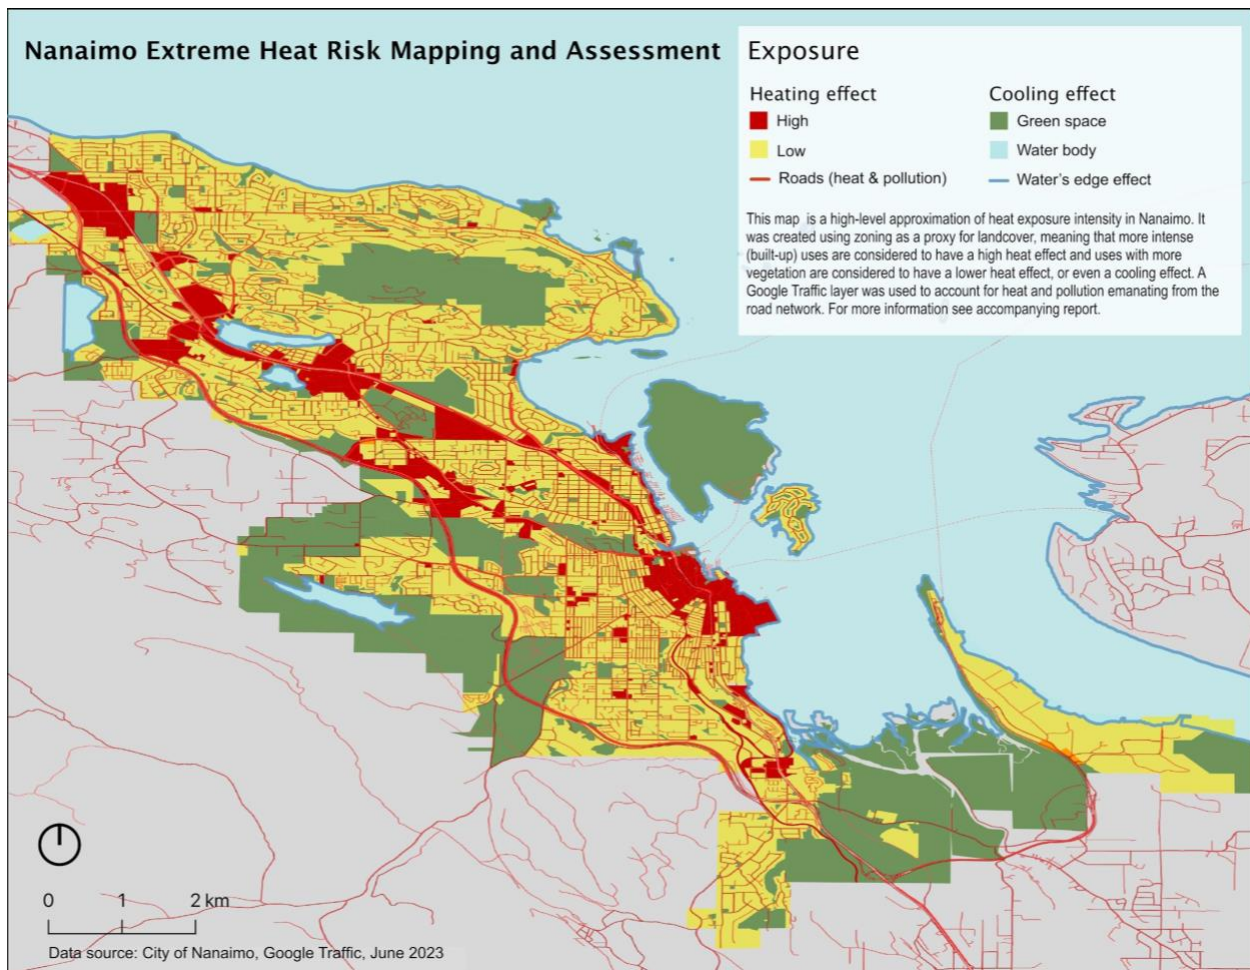 Nanaimo Extreme Heat Risk Mapping and Assessment
Exposure
Heating effect
High
Low
Roads (heat & pollution)
Cooling effect
Green space
Water body
Water's edge effect
This map is a high-level approximation of heat exposure intensity in Nanaimo. It
was created using zoning as a proxy for landcover, meaning that more intense
(built-up) uses are considered to have a high heat effect and uses with more
vegetation are considered to have a lower heat effect, or even a cooling effect. A
Google Traffic layer was used to account for heat and pollution emanating from the
road network. For more information see accompanying report.
0 1 2 km
Data source: City of Nanaimo, Google Traffic, June 2023